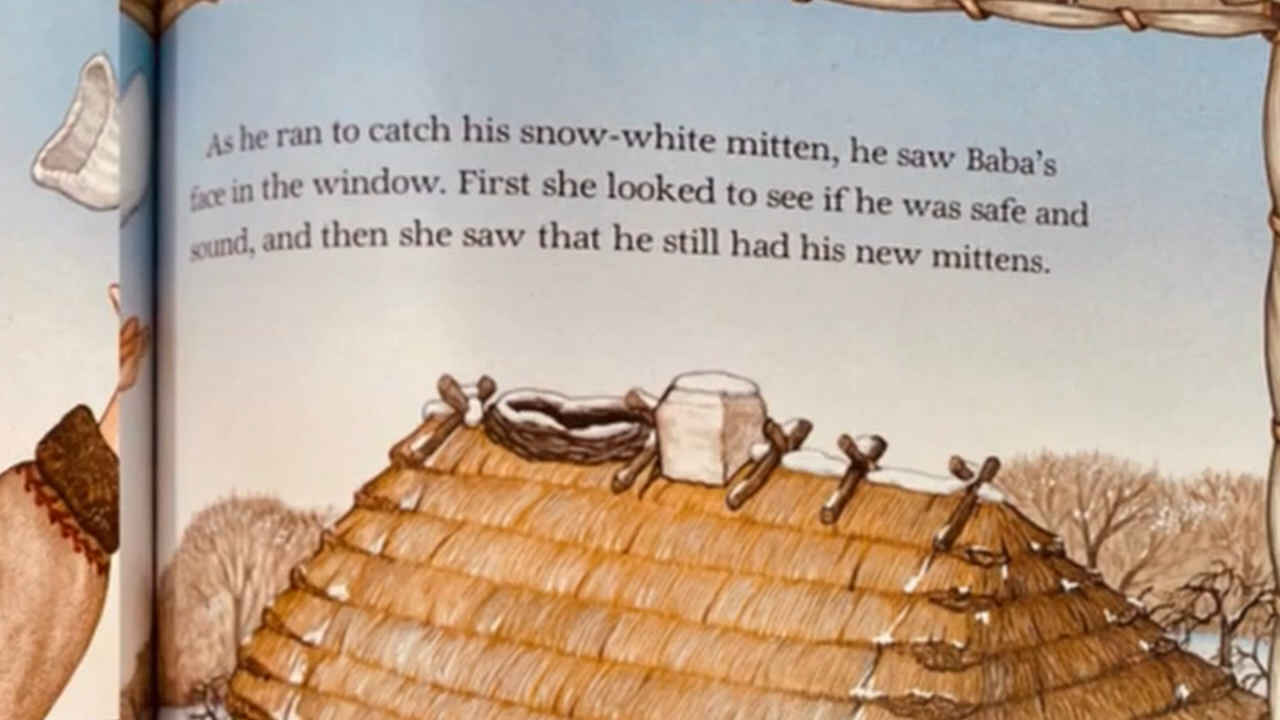 As he ran to catch his snow-white mitten, he saw Baba's
face in the window. First she looked to see if he was safe and
sound, and then she saw that he still had his new mittens.